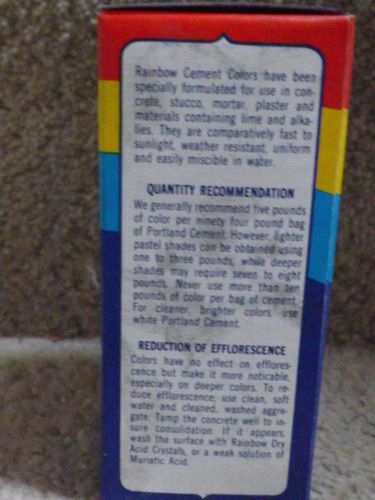 Rainbow Cement Colors have been
specially formulated for use in con-
crete, stucco, mortar, plaster and
materials containing lime and alka-
lies. They are comparatively fast to
sunlight, weather resistant, uniform
and easily miscible in water.
QUANTITY RECOMMENDATION
We generally recommend five pounds
of color per ninety four pound bag
of Portland Cement. However, lighter
pastel shades can be obtained using
one to three pounds, while deeper
shades may require seven to eight
pounds. Never use more than ten
pounds of color per bag of cement.
For cleaner, brighter colors, use
white Portland Cement.
REDUCTION OF EFFLORESCENCE
Colors have no effect on efflores-
cence but make it more noticable,
especially on deeper colors. To re-
duce efflorescence; use clean, soft
water and cleaned, washed aggre-
gate. Tamp the concrete well to in-
sure consolidation. If it appears,
wash the surface with Rainbow Dry
Acid Crystals, or a weak solution of
Muriatic Acid.